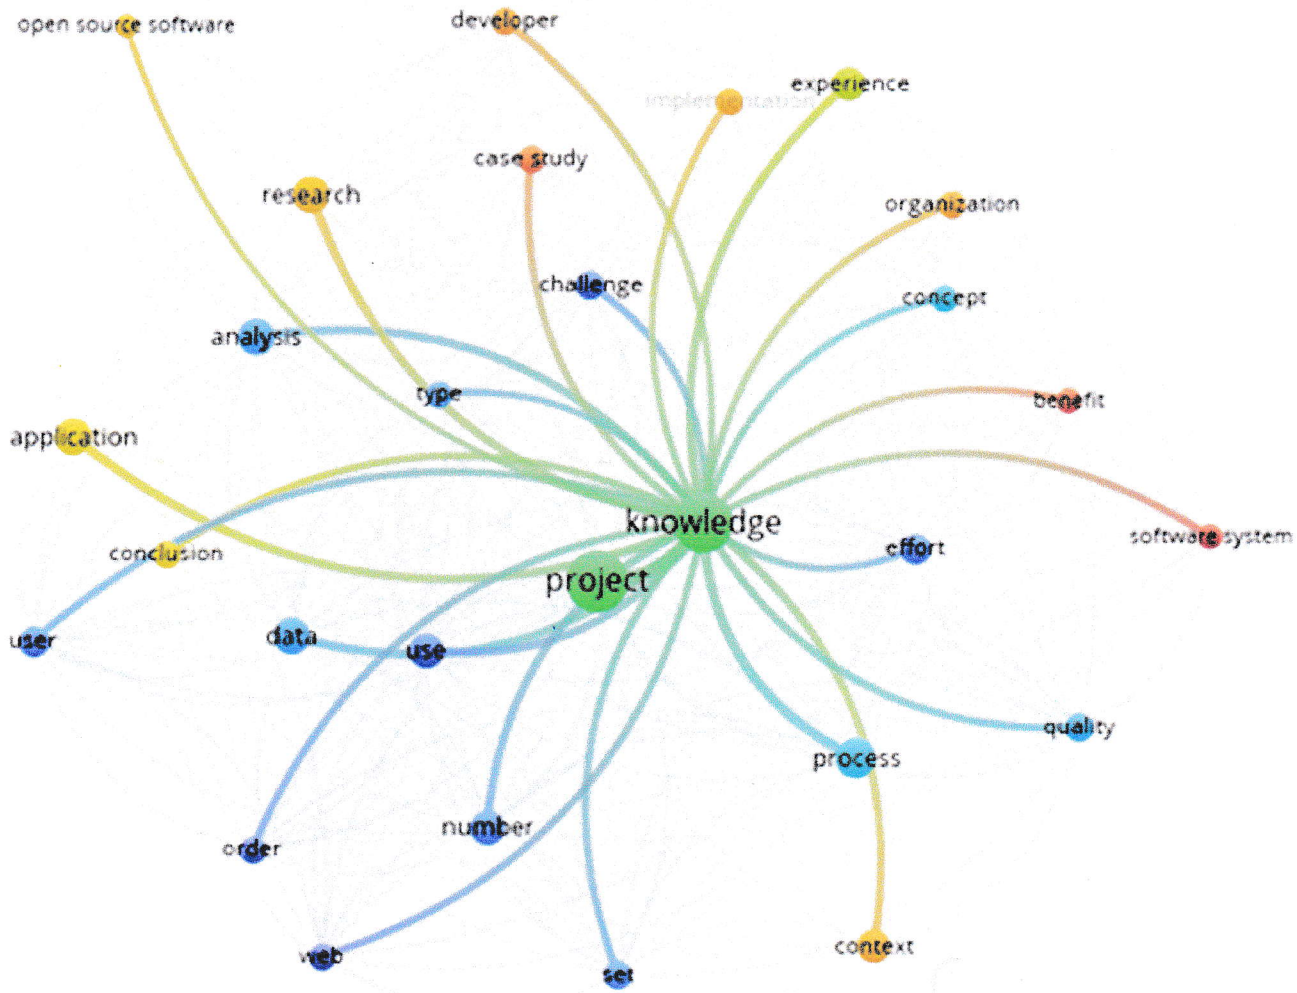 open source software
developer
experience
implementation
case study
research
organization
challenge
concept
analysis
type
benefit
application
knowledge
software system
effort
conclusion
project
user
data
use
quality
process
number
order
context
web
set